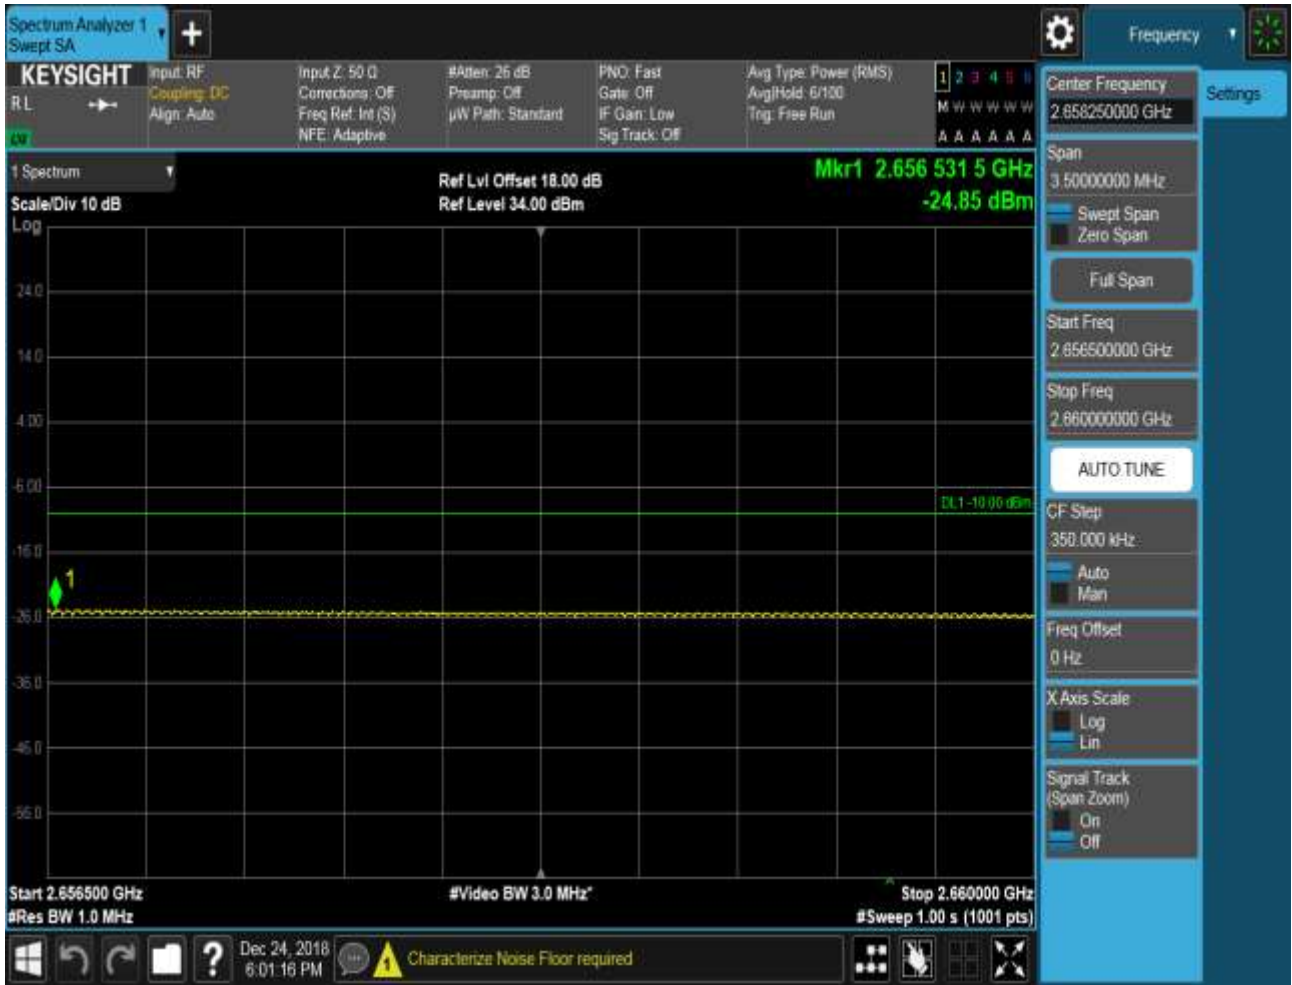 Spectrum Analyzer 1
Swept SA
+
Frequency
KEYSIGHT
RL
Input: RF
Coupling: DC
Align: Auto
Input Z: 50 Ω
Corrections: Off
Freq Ref: Int (S)
NFE: Adaptive
#Atten: 26 dB
Preamp: Off
µW Path: Standard
PNO: Fast
Gate: Off
IF Gain: Low
Sig Track: Off
Avg Type: Power (RMS)
Avg|Hold: 6/100
Trig: Free Run
1 2 3 4 5 6
M W W W W W
A A A A A A
1 Spectrum
Scale/Div 10 dB
Log
Ref Lvl Offset 18.00 dB
Ref Level 34.00 dBm
Mkr1 2.656 531 5 GHz
-24.85 dBm
24.0
14.0
4.00
-6.00
DL1 -10.00 dBm
-16.0
1
-26.0
-36.0
-46.0
-56.0
Start 2.656500 GHz
#Res BW 1.0 MHz
#Video BW 3.0 MHz*
Stop 2.660000 GHz
#Sweep 1.00 s (1001 pts)
Center Frequency
2.658250000 GHz
Settings
Span
3.50000000 MHz
Swept Span
Zero Span
Full Span
Start Freq
2.656500000 GHz
Stop Freq
2.660000000 GHz
AUTO TUNE
CF Step
350.000 kHz
Auto
Man
Freq Offset
0 Hz
X Axis Scale
Log
Lin
Signal Track
(Span Zoom)
On
Off
?
Dec 24, 2018
6:01:16 PM
1
Characterize Noise Floor required